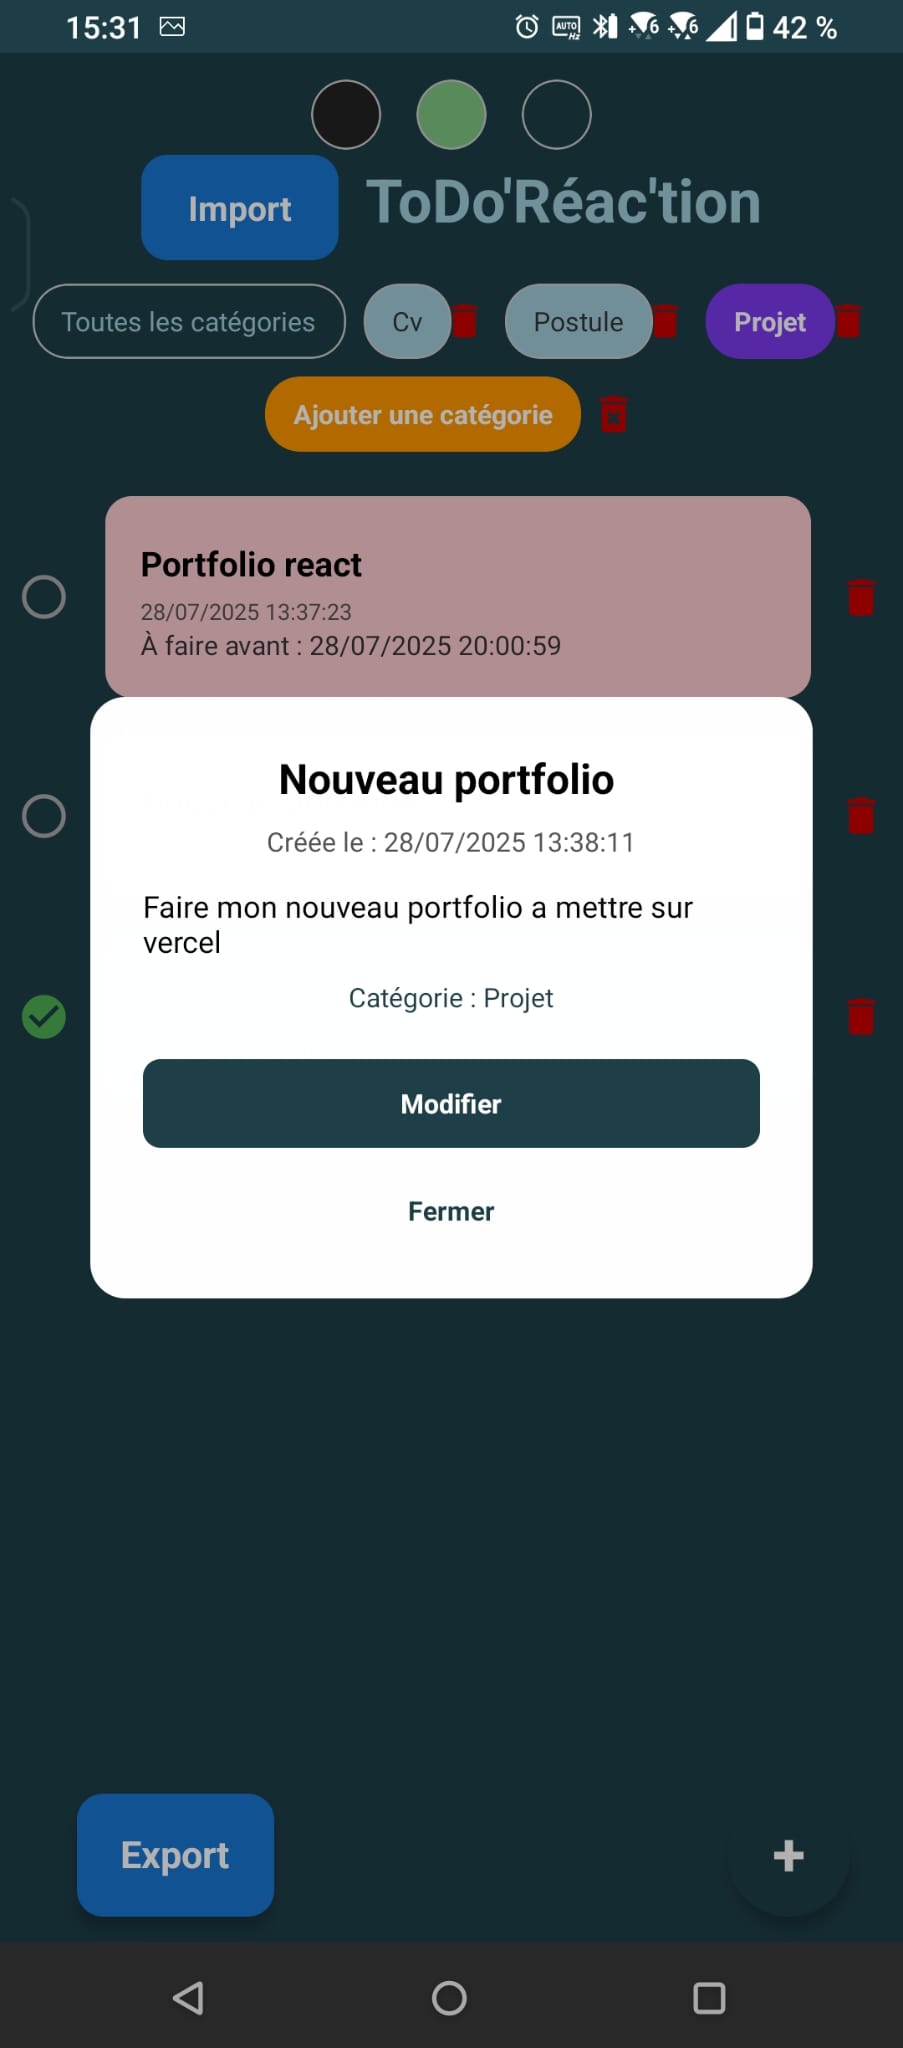 15:31
42 %
Import
ToDo'Réac'tion
Toutes les catégories
Cv
Postule
Projet
Ajouter une catégorie
Portfolio react
28/07/2025 13:37:23
À faire avant : 28/07/2025 20:00:59
Nouveau portfolio
Créée le : 28/07/2025 13:38:11
Faire mon nouveau portfolio a mettre sur
vercel
Catégorie : Projet
Modifier
Fermer
Export
+